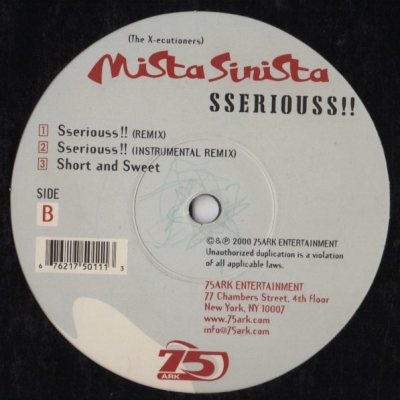 (The X-ecutioners)
Mista Sinista
SSERIOUSS!!
1 Sseriouss!! (REMIX)
2 Sseriouss!! (INSTRUMENTAL REMIX)
3 Short and Sweet
SIDE
B
©&℗ 2000 75ARK ENTERTAINMENT
Unauthorized duplication is a violation
of all applicable laws.
6 76217 50111 3
75ARK ENTERTAINMENT
77 Chambers Street, 4th Floor
New York, NY 10007
www.75ark.com
info@75ark.com
75
ARK